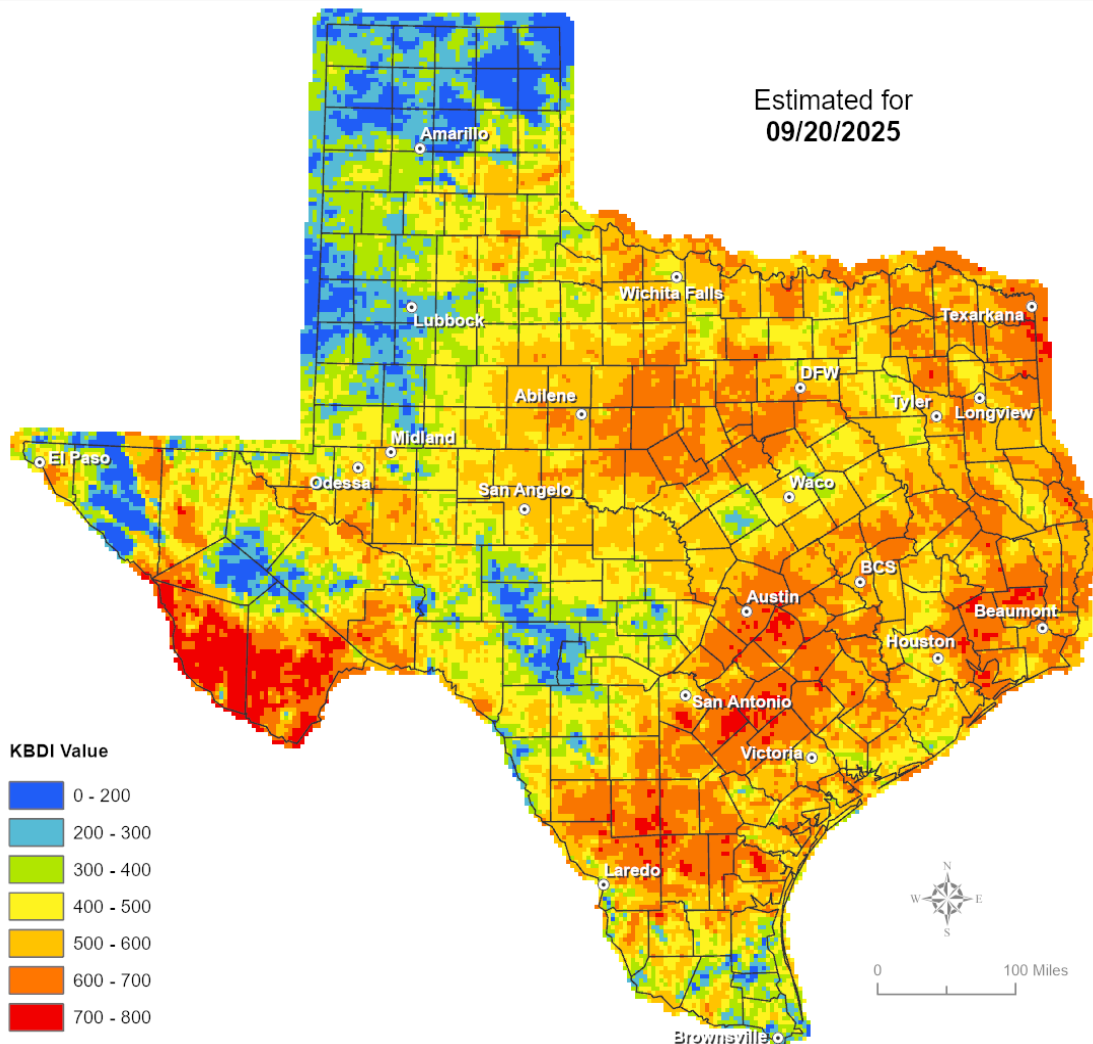 Estimated for
09/20/2025
Amarillo
Wichita Falls
Lubbock
Texarkana
DFW
Abilene
Tyler
Longview
Midland
El Paso
Odessa
San Angelo
Waco
BCS
Austin
Beaumont
Houston
San Antonio
Victoria
KBDI Value
0 - 200
200 - 300
300 - 400
400 - 500
500 - 600
600 - 700
700 - 800
Laredo
N
W E
S
0 100 Miles
Brownsville